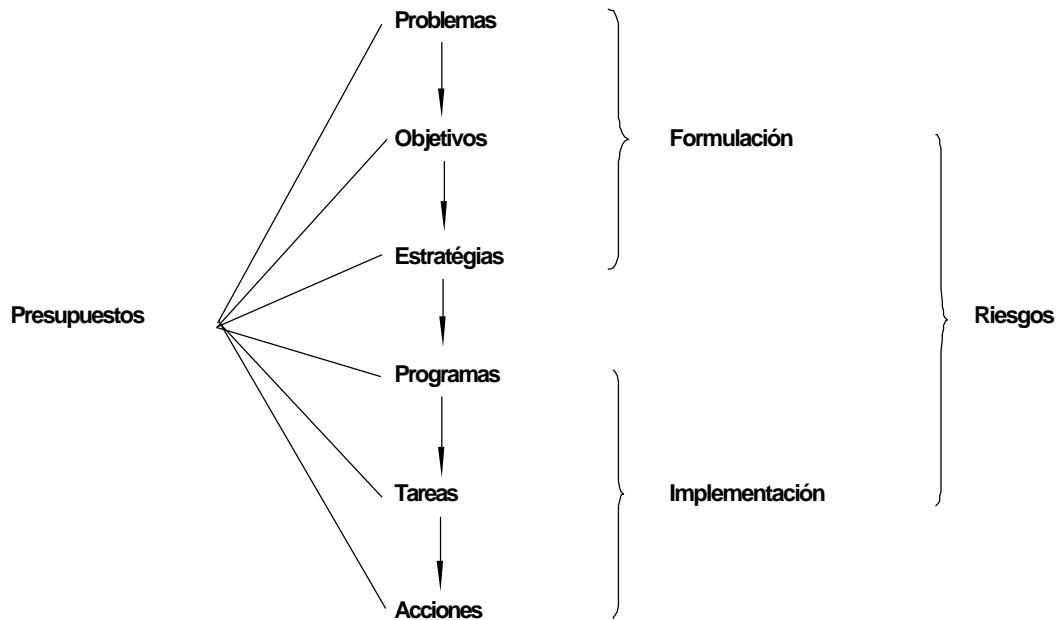 Problemas
Objetivos
Formulación
Estratégias
Presupuestos
Riesgos
Programas
Tareas
Implementación
Acciones